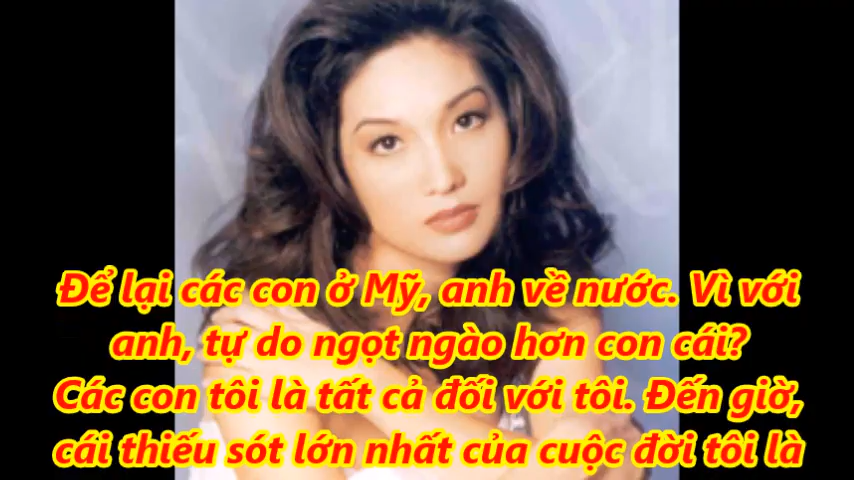 Để lại các con ở Mỹ, anh về nước. Vì với
anh, tự do ngọt ngào hơn con cái?
Các con tôi là tất cả đối với tôi. Đến giờ,
cái thiếu sót lớn nhất của cuộc đời tôi là